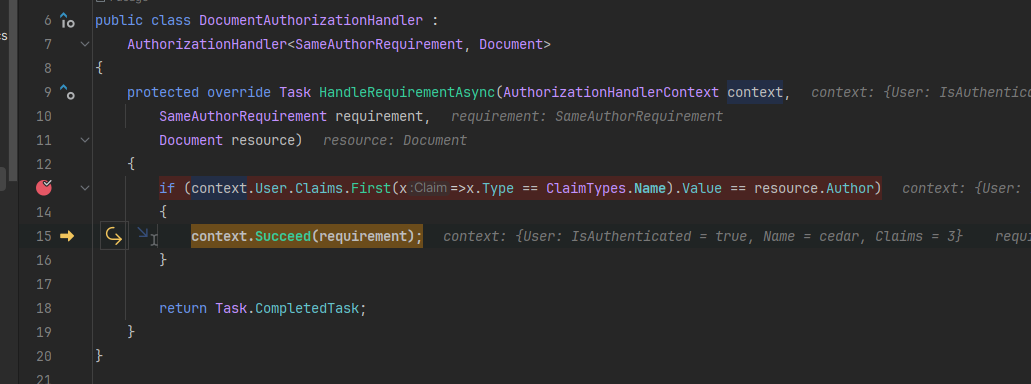 6 public class DocumentAuthorizationHandler :
7 AuthorizationHandler<SameAuthorRequirement, Document>
8 {
9 protected override Task HandleRequirementAsync(AuthorizationHandlerContext context, context: {User: IsAuthentica
10 SameAuthorRequirement requirement, requirement: SameAuthorRequirement
11 Document resource) resource: Document
12 {
if (context.User.Claims.First(x:Claim=>x.Type == ClaimTypes.Name).Value == resource.Author) context: {User:
14 {
15 context.Succeed(requirement); context: {User: IsAuthenticated = true, Name = cedar, Claims = 3} requi
16 }
17
18 return Task.CompletedTask;
19 }
20 }
21